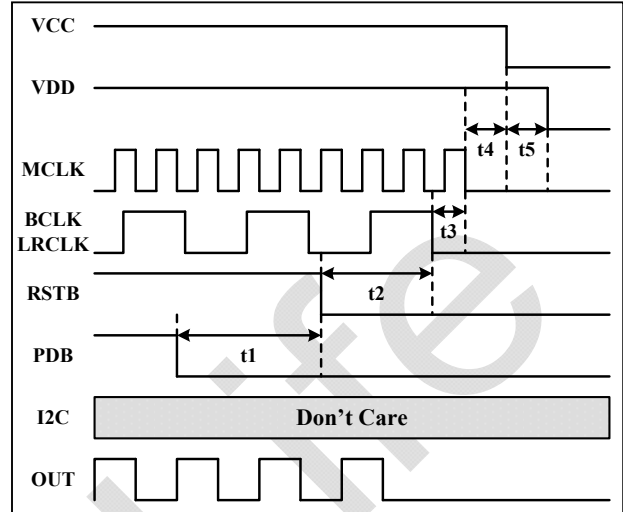 VCC
VDD
t4
t5
MCLK
BCLK
LRCLK
t3
RSTB
t2
PDB
t1
I2C
Don't Care
OUT